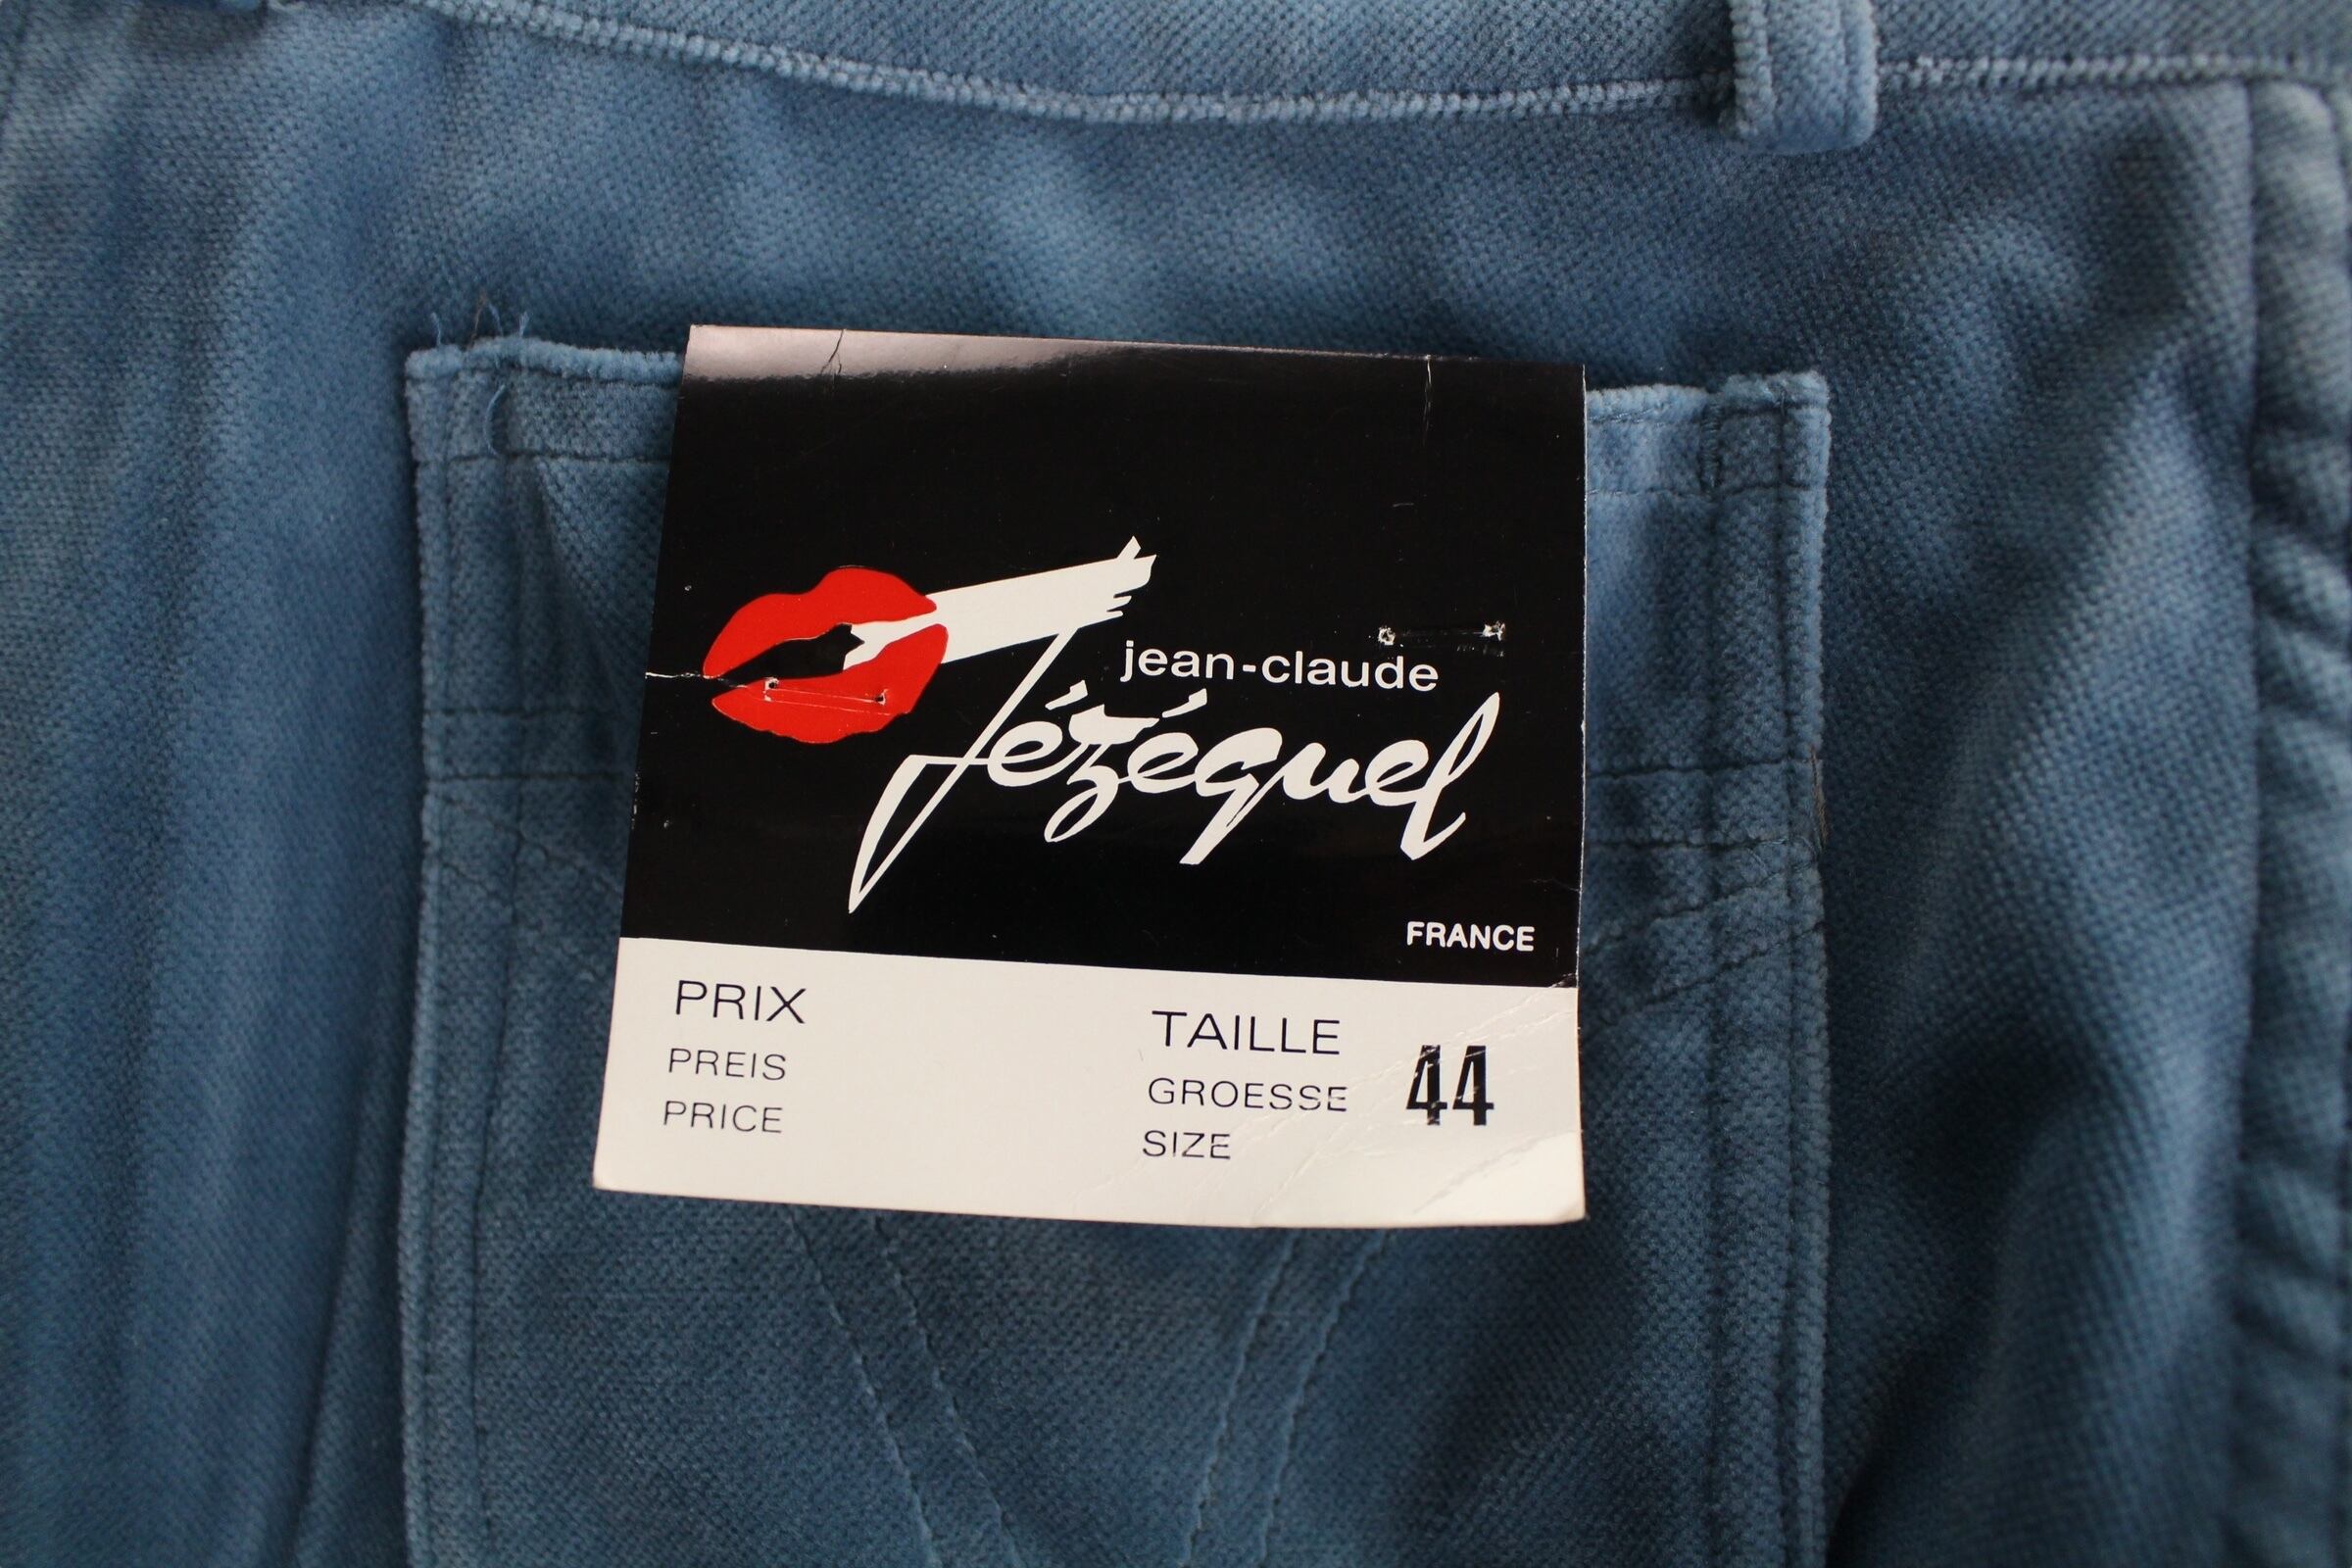 jean-claude
Jézéquel
FRANCE
PRIX
PREIS
PRICE
TAILLE
GROESSE 44
SIZE